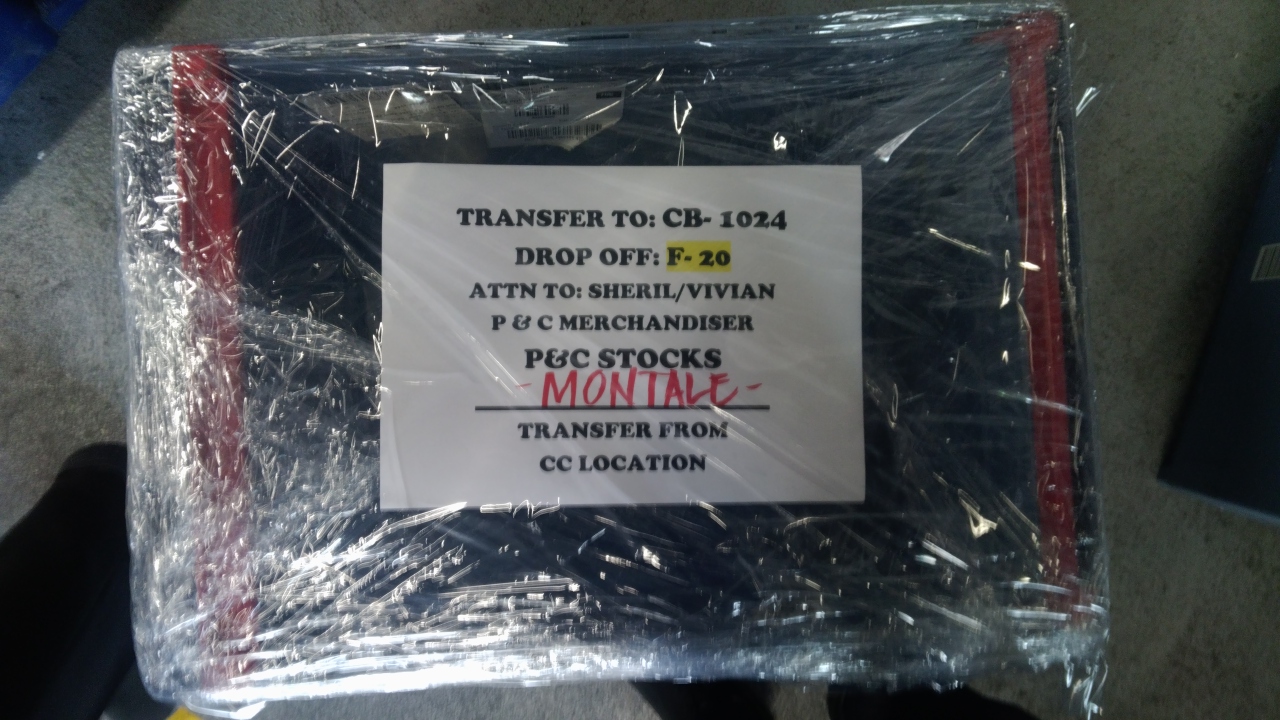 TRANSFER TO: CB- 1024
DROP OFF: F- 20
ATTN TO: SHERIL/VIVIAN
P & C MERCHANDISER
P&C STOCKS
-MONTALE-
TRANSFER FROM
CC LOCATION